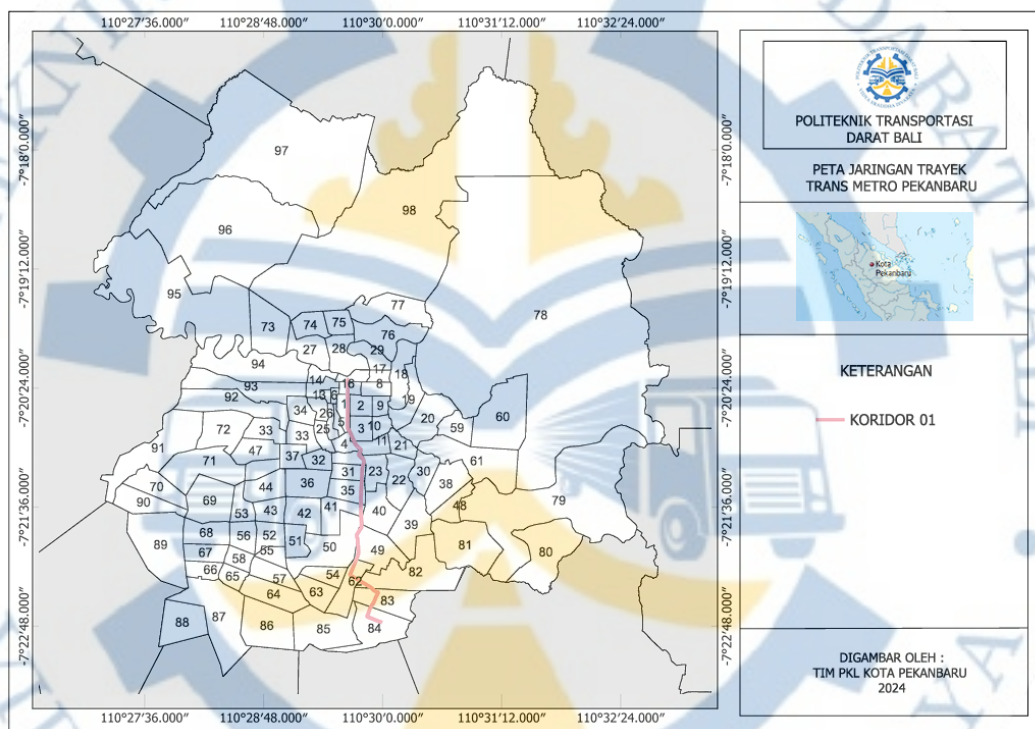 110°27'36.000" 110°28'48.000" 110°30'0.000" 110°31'12.000" 110°32'24.000"
-7°18'0.000"
-7°19'12.000"
-7°20'24.000"
-7°21'36.000"
-7°22'48.000"
-7°18'0.000"
-7°19'12.000"
-7°20'24.000"
-7°21'36.000"
-7°22'48.000"
97
98
96
95
77
78
73 74 75
76
27 28 29
94
17
18
14 16 8
93
92
13 6
19
1 2 9
34 26
20
60
72 33 33 25 5 3 10
59
91
47
4 11 21
71 37 32
23
30
61
31
22
70
44 36 35
38
90
69
79
53 43 42 41 40
48
39
68 56 52 51
89
67
55
50 49
81 80
58
66 65 57
54 62
82
64 63
83
88 87 86 85 84
110°27'36.000" 110°28'48.000" 110°30'0.000" 110°31'12.000" 110°32'24.000"
POLITEKNIK TRANSPORTASI
DARAT BALI
PETA JARINGAN TRAYEK
TRANS METRO PEKANBARU
Kota
Pekanbaru
KETERANGAN
KORIDOR 01
DIGAMBAR OLEH :
TIM PKL KOTA PEKANBARU
2024